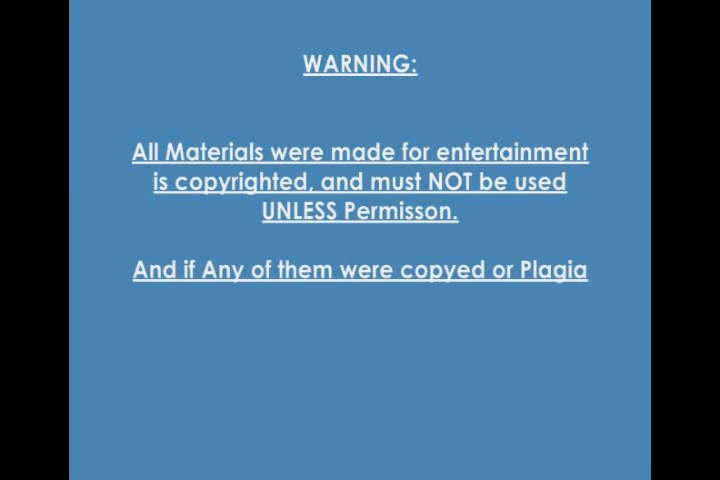 WARNING:
All Materials were made for entertainment
is copyrighted, and must NOT be used
UNLESS Permisson.
And if Any of them were copyed or Plagia